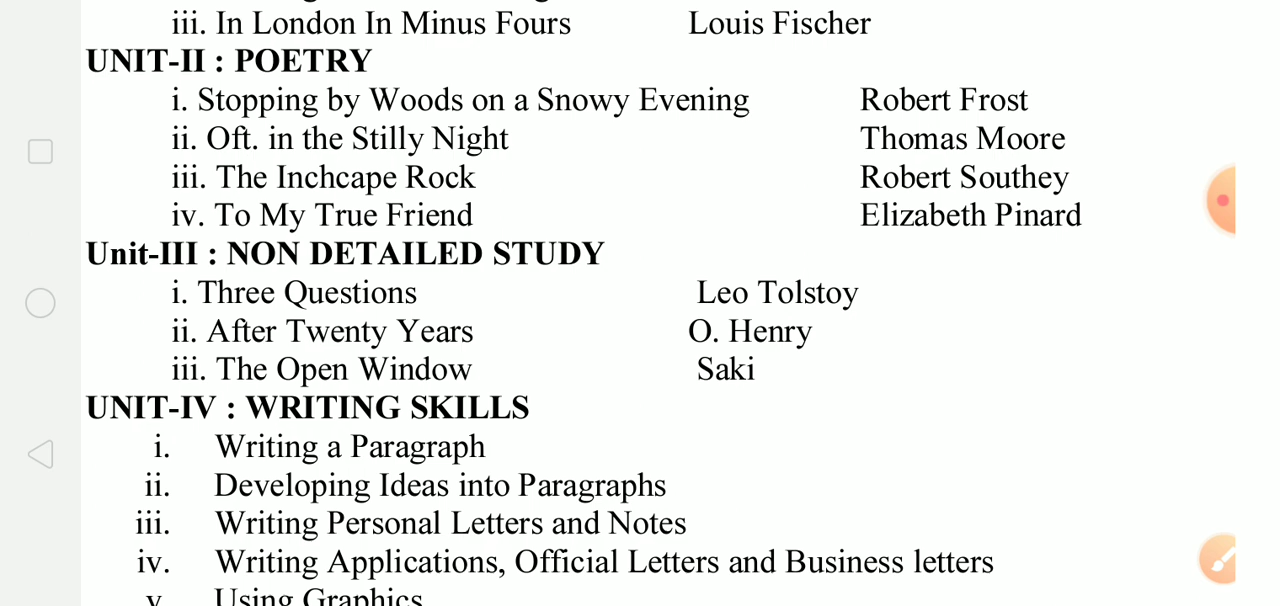 iii. In London In Minus Fours Louis Fischer
UNIT-II : POETRY
i. Stopping by Woods on a Snowy Evening Robert Frost
ii. Oft. in the Stilly Night Thomas Moore
iii. The Inchcape Rock Robert Southey
iv. To My True Friend Elizabeth Pinard
Unit-III : NON DETAILED STUDY
i. Three Questions Leo Tolstoy
ii. After Twenty Years O. Henry
iii. The Open Window Saki
UNIT-IV : WRITING SKILLS
i. Writing a Paragraph
ii. Developing Ideas into Paragraphs
iii. Writing Personal Letters and Notes
iv. Writing Applications, Official Letters and Business letters
v. Using Graphics